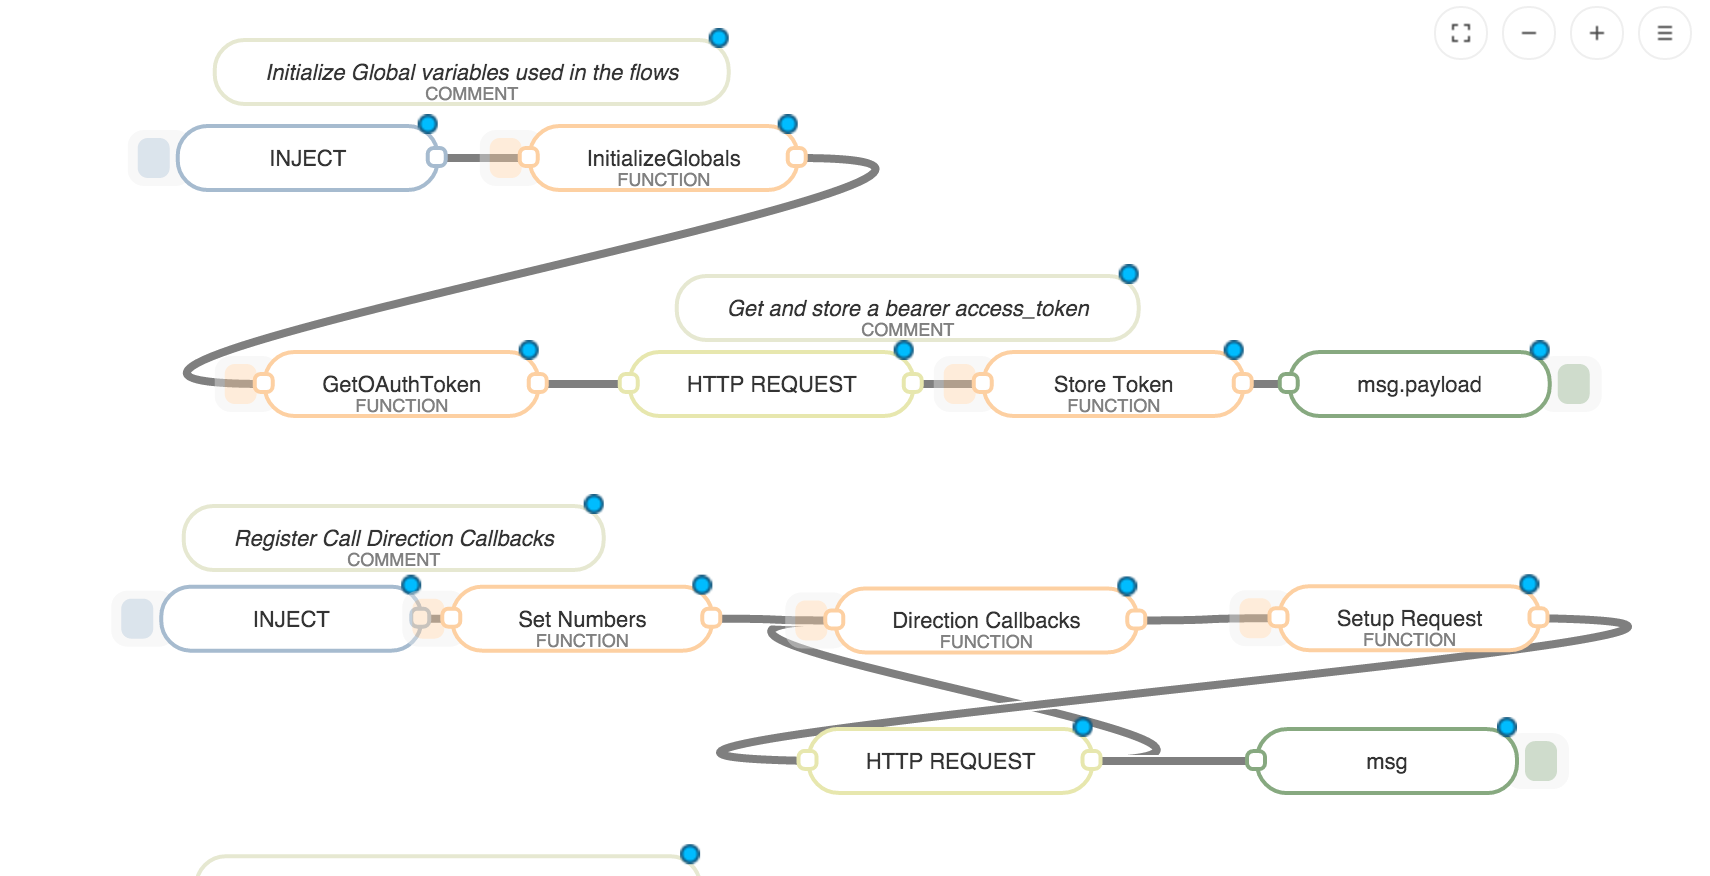 Initialize Global variables used in the flows
COMMENT
INJECT
InitializeGlobals
FUNCTION
Get and store a bearer access_token
COMMENT
GetOAuthToken
FUNCTION
HTTP REQUEST
Store Token
FUNCTION
msg.payload
Register Call Direction Callbacks
COMMENT
INJECT
Set Numbers
FUNCTION
Direction Callbacks
FUNCTION
Setup Request
FUNCTION
HTTP REQUEST
msg